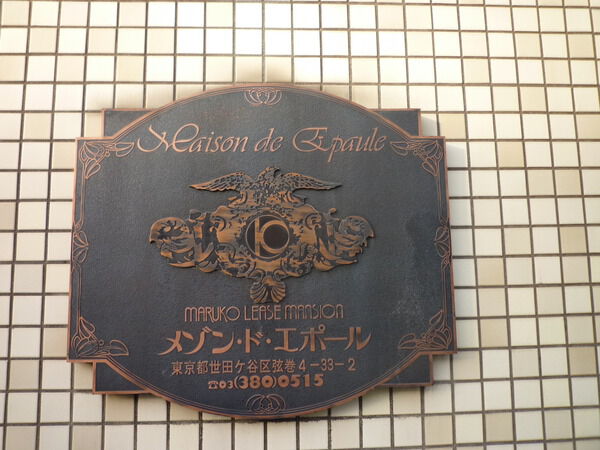 Maison de Epaule
MARUKO LEASE MANSION
メゾン・ド・エポール
東京都世田ケ谷区弦巻4-33-2
☎03(380)0515